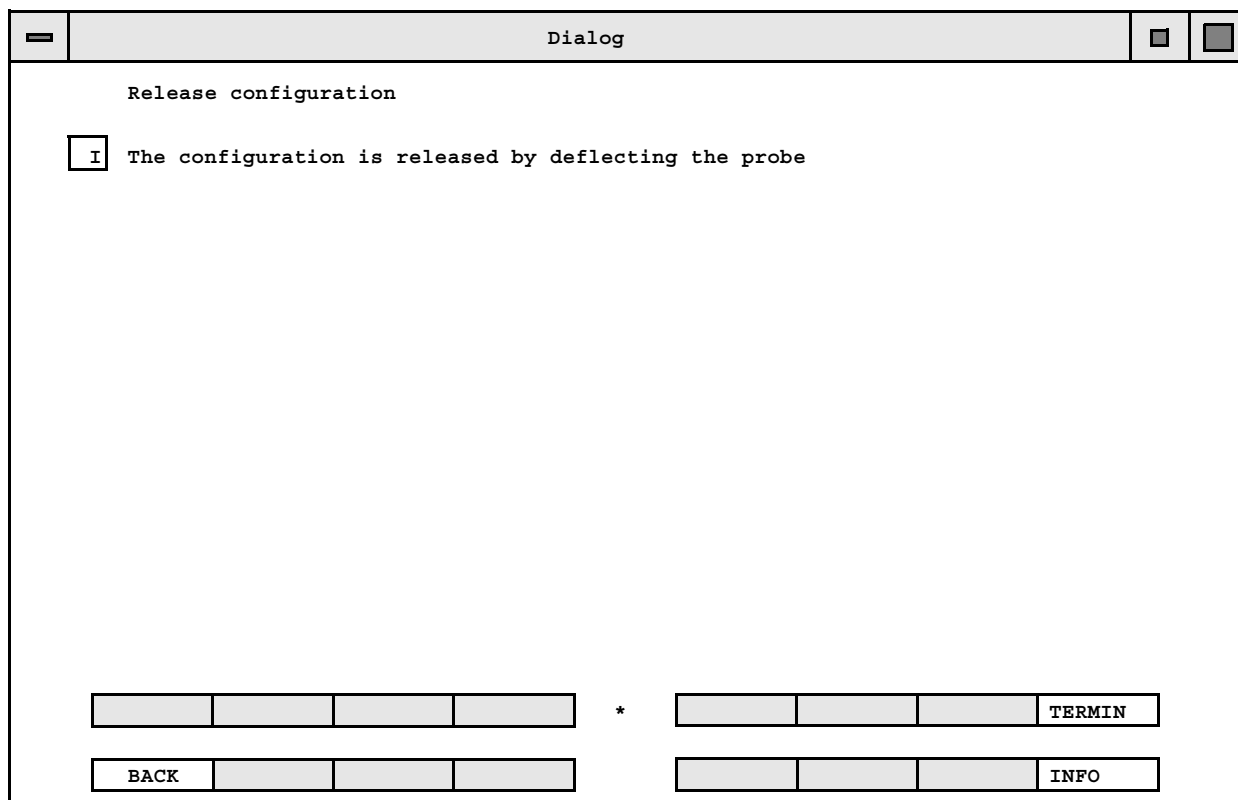 Dialog
Release configuration
I The configuration is released by deflecting the probe
* TERMIN
BACK INFO